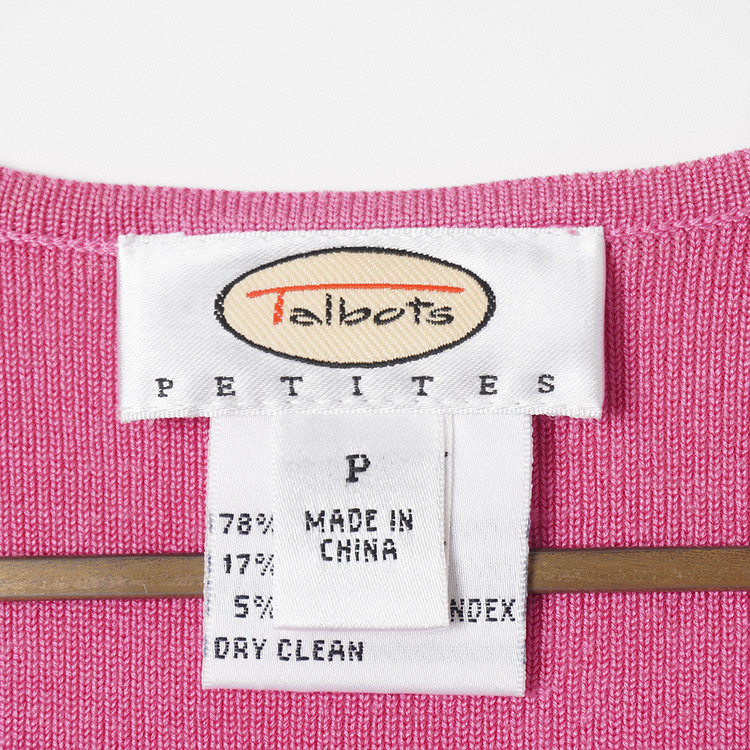 Talbots
PETITES
P
MADE IN
CHINA
78%
17%
5% NDEX
DRY CLEAN